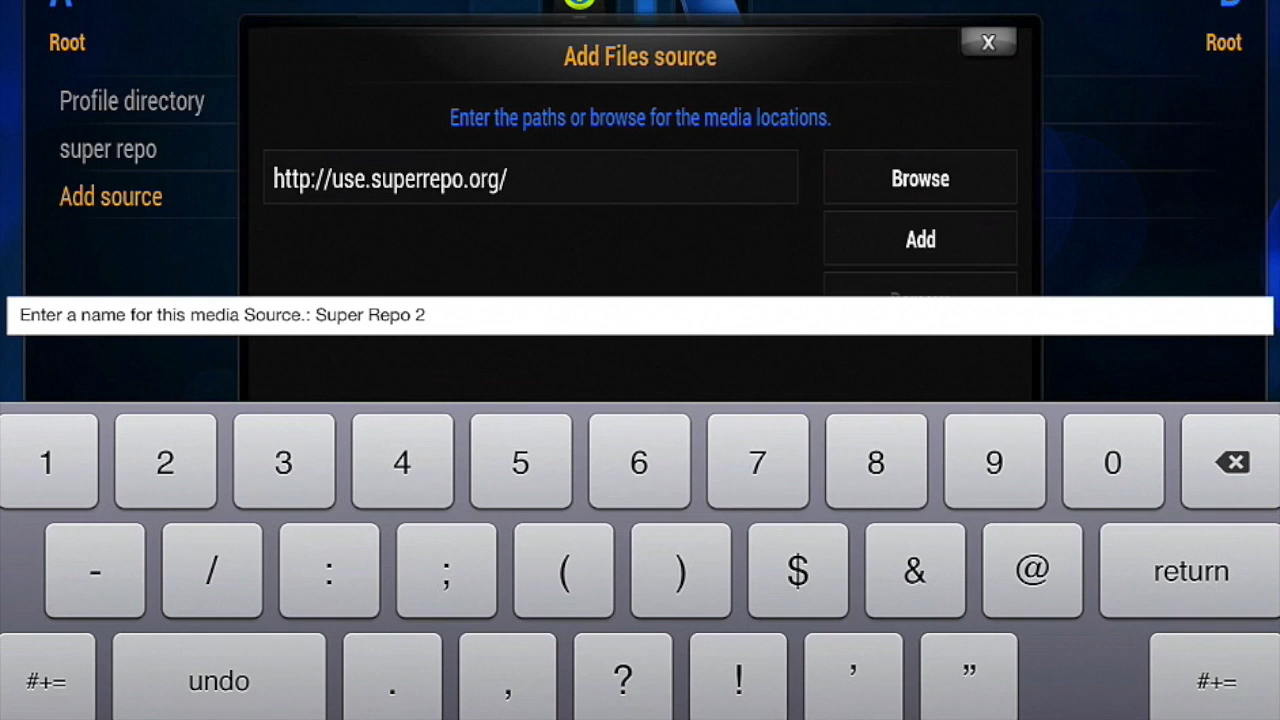 Root
Root
Add Files source
X
Profile directory
super repo
Add source
Enter the paths or browse for the media locations.
http://use.superrepo.org/
Browse
Add
Enter a name for this media Source.: Super Repo 2
1 2 3 4 5 6 7 8 9 0
- / : ; ( ) $ & @ return
#+= undo . , ? ! ’ ” #+=